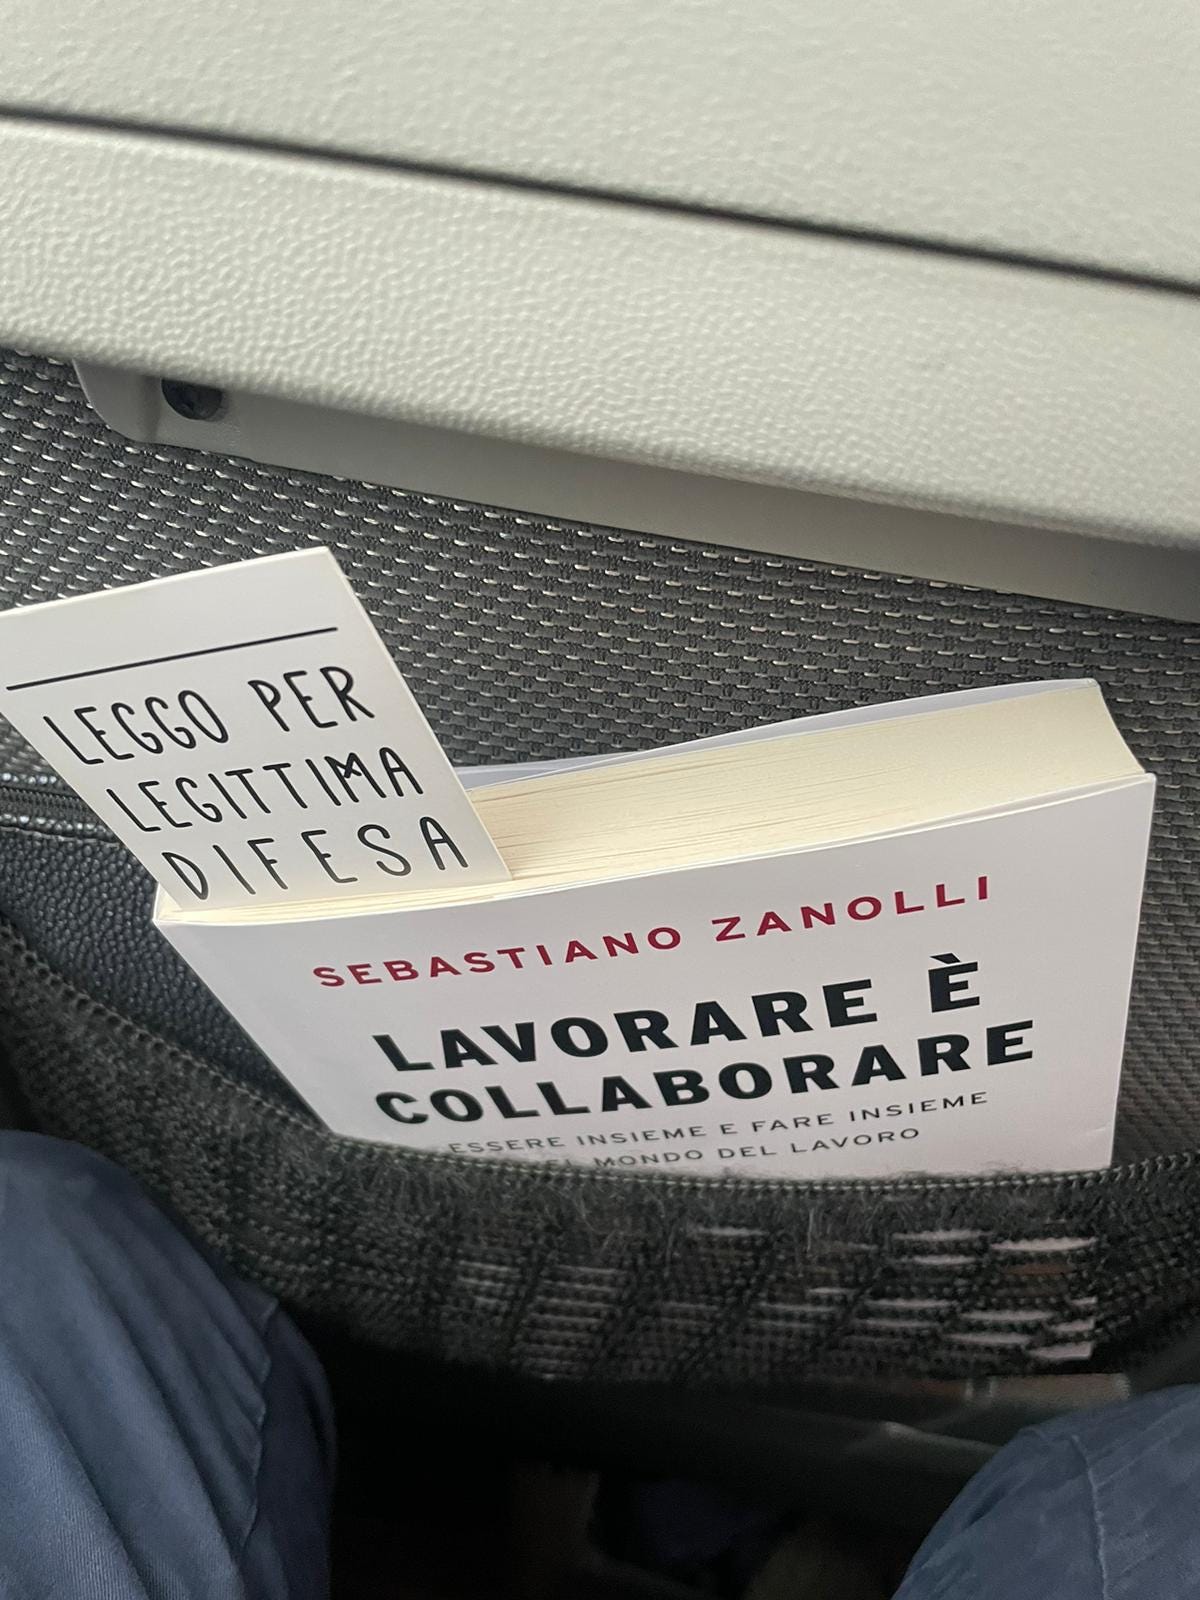 LEGGO PER
LEGITTIMA
DIFESA
SEBASTIANO ZANOLLI
LAVORARE È
COLLABORARE
ESSERE INSIEME E FARE INSIEME
MONDO DEL LAVORO